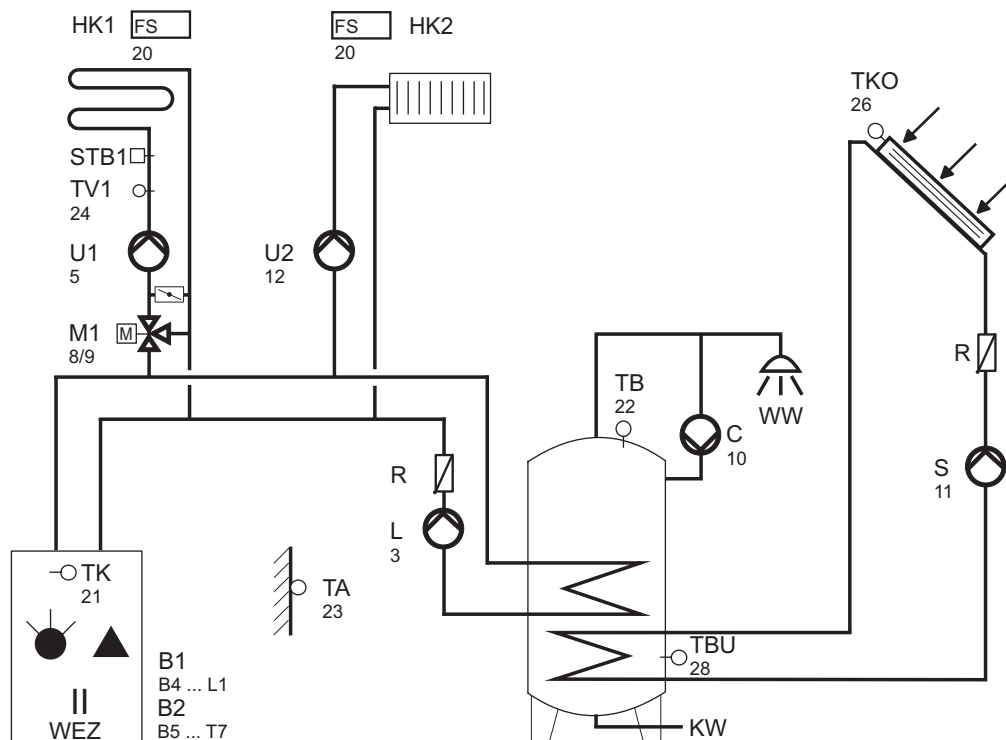 HK1 FS
20
FS HK2
20
TKO
26
STB1
TV1
24
U1
5
U2
12
M1 M
8/9
R
TB
22
WW
C
10
R
S
11
L
3
TK
21
TA
23
TBU
28
B1
B4 ... L1
B2
B5 ... T7
II
WEZ
KW